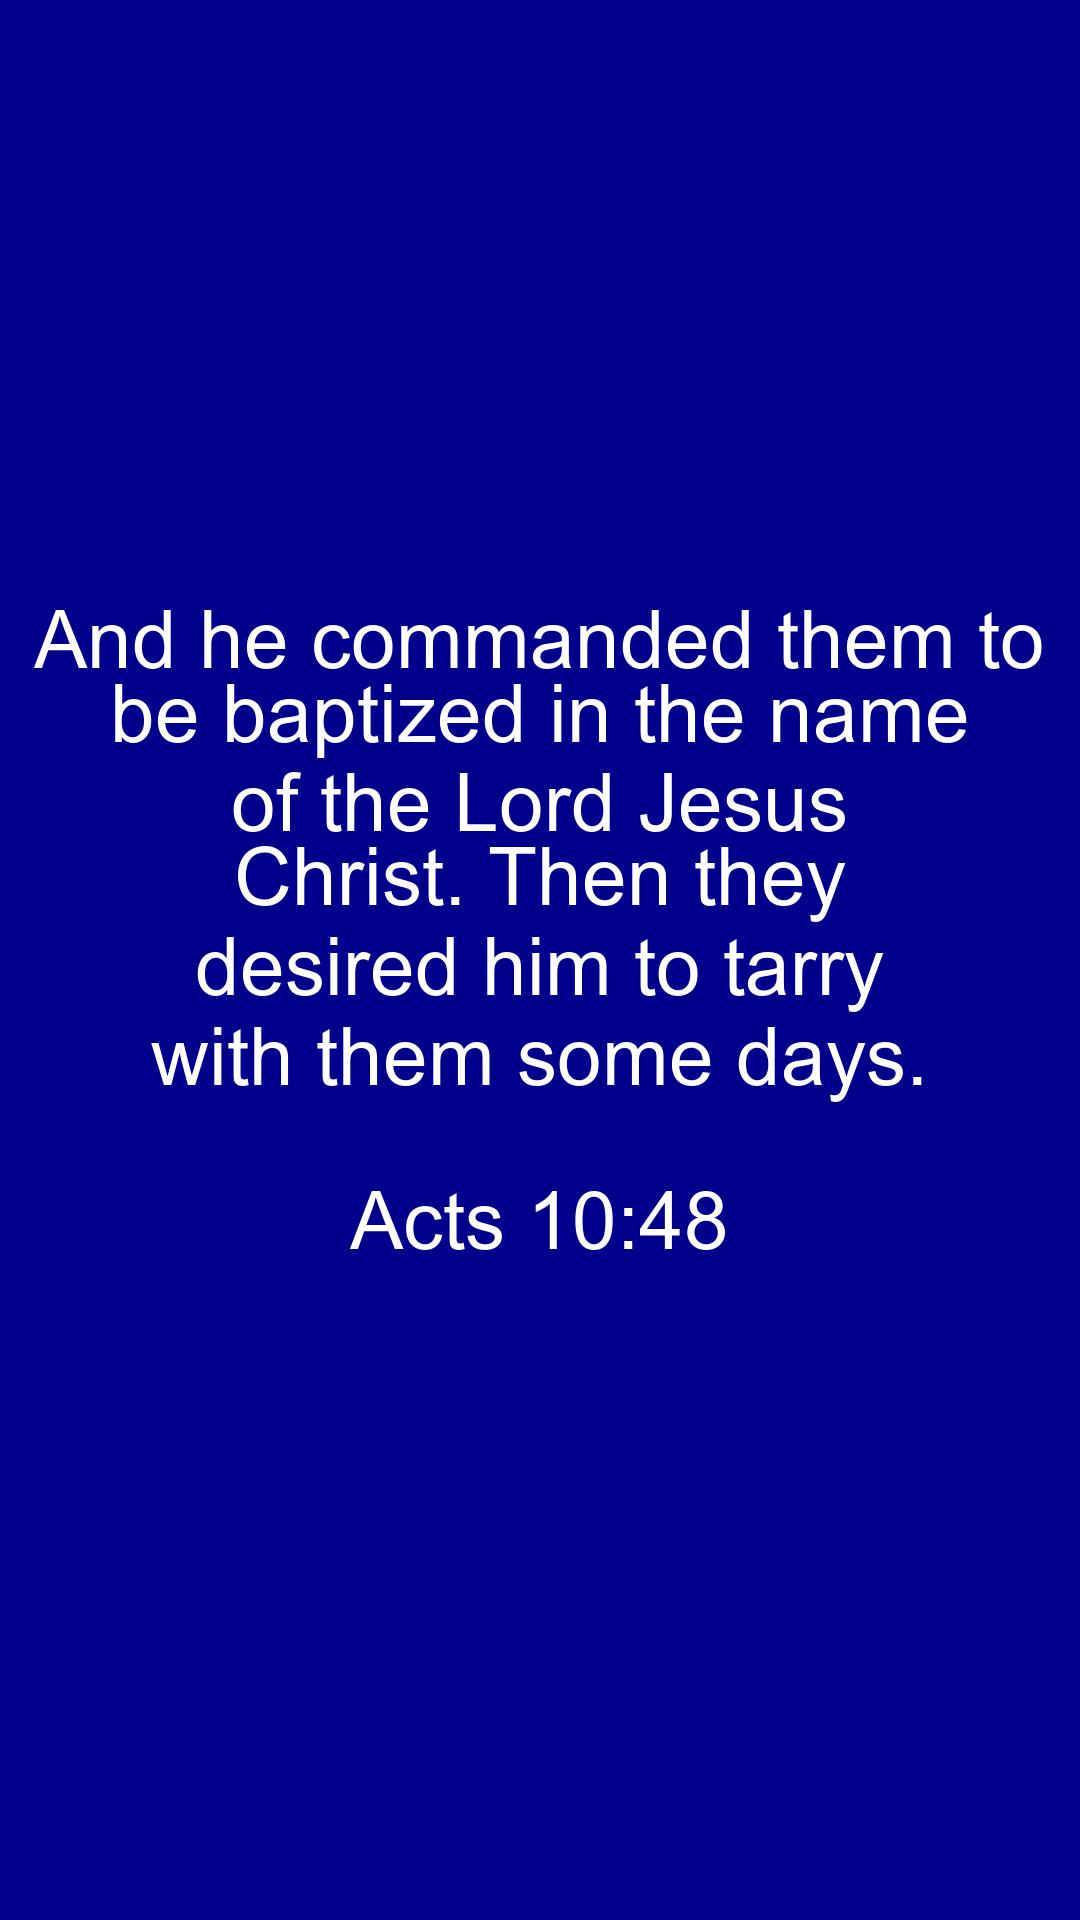 And he commanded them to
be baptized in the name
of the Lord Jesus
Christ. Then they
desired him to tarry
with them some days.
Acts 10:48